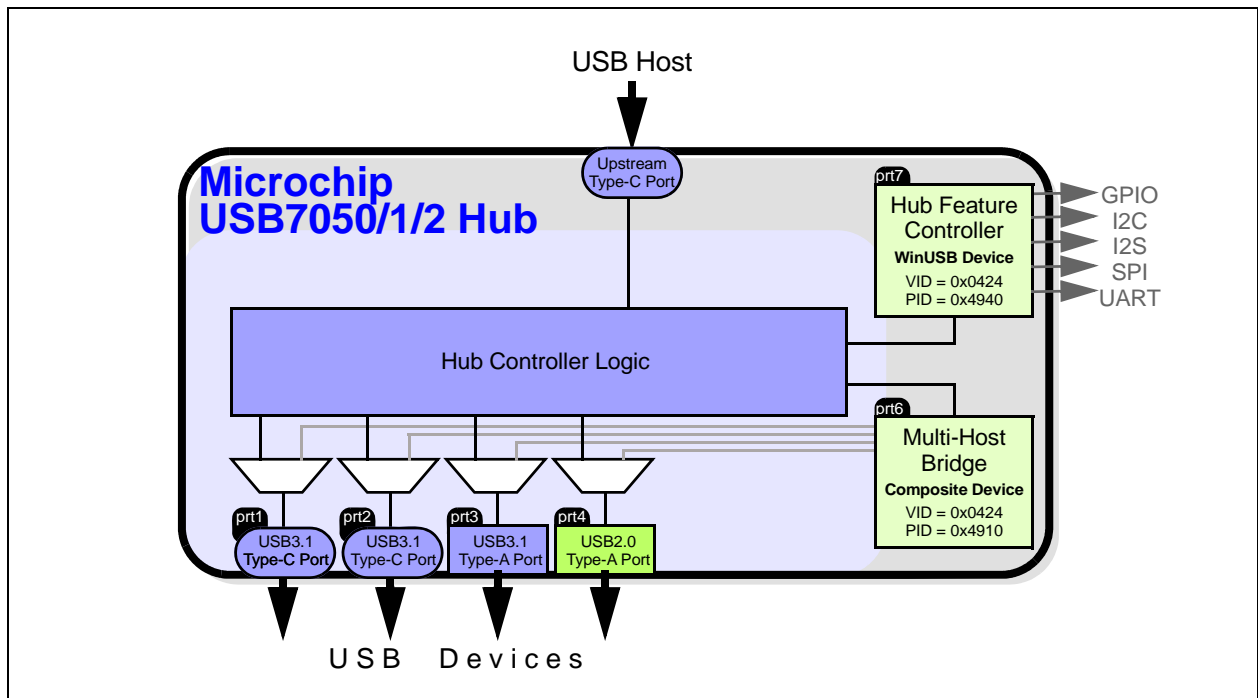 USB Host
Upstream
Type-C Port
Microchip
USB7050/1/2 Hub
prt7
Hub Feature
Controller
WinUSB Device
VID = 0x0424
PID = 0x4940
GPIO
I2C
I2S
SPI
UART
Hub Controller Logic
prt6
Multi-Host
Bridge
Composite Device
VID = 0x0424
PID = 0x4910
prt1
USB3.1
Type-C Port
prt2
USB3.1
Type-C Port
prt3
USB3.1
Type-A Port
prt4
USB2.0
Type-A Port
USB Devices